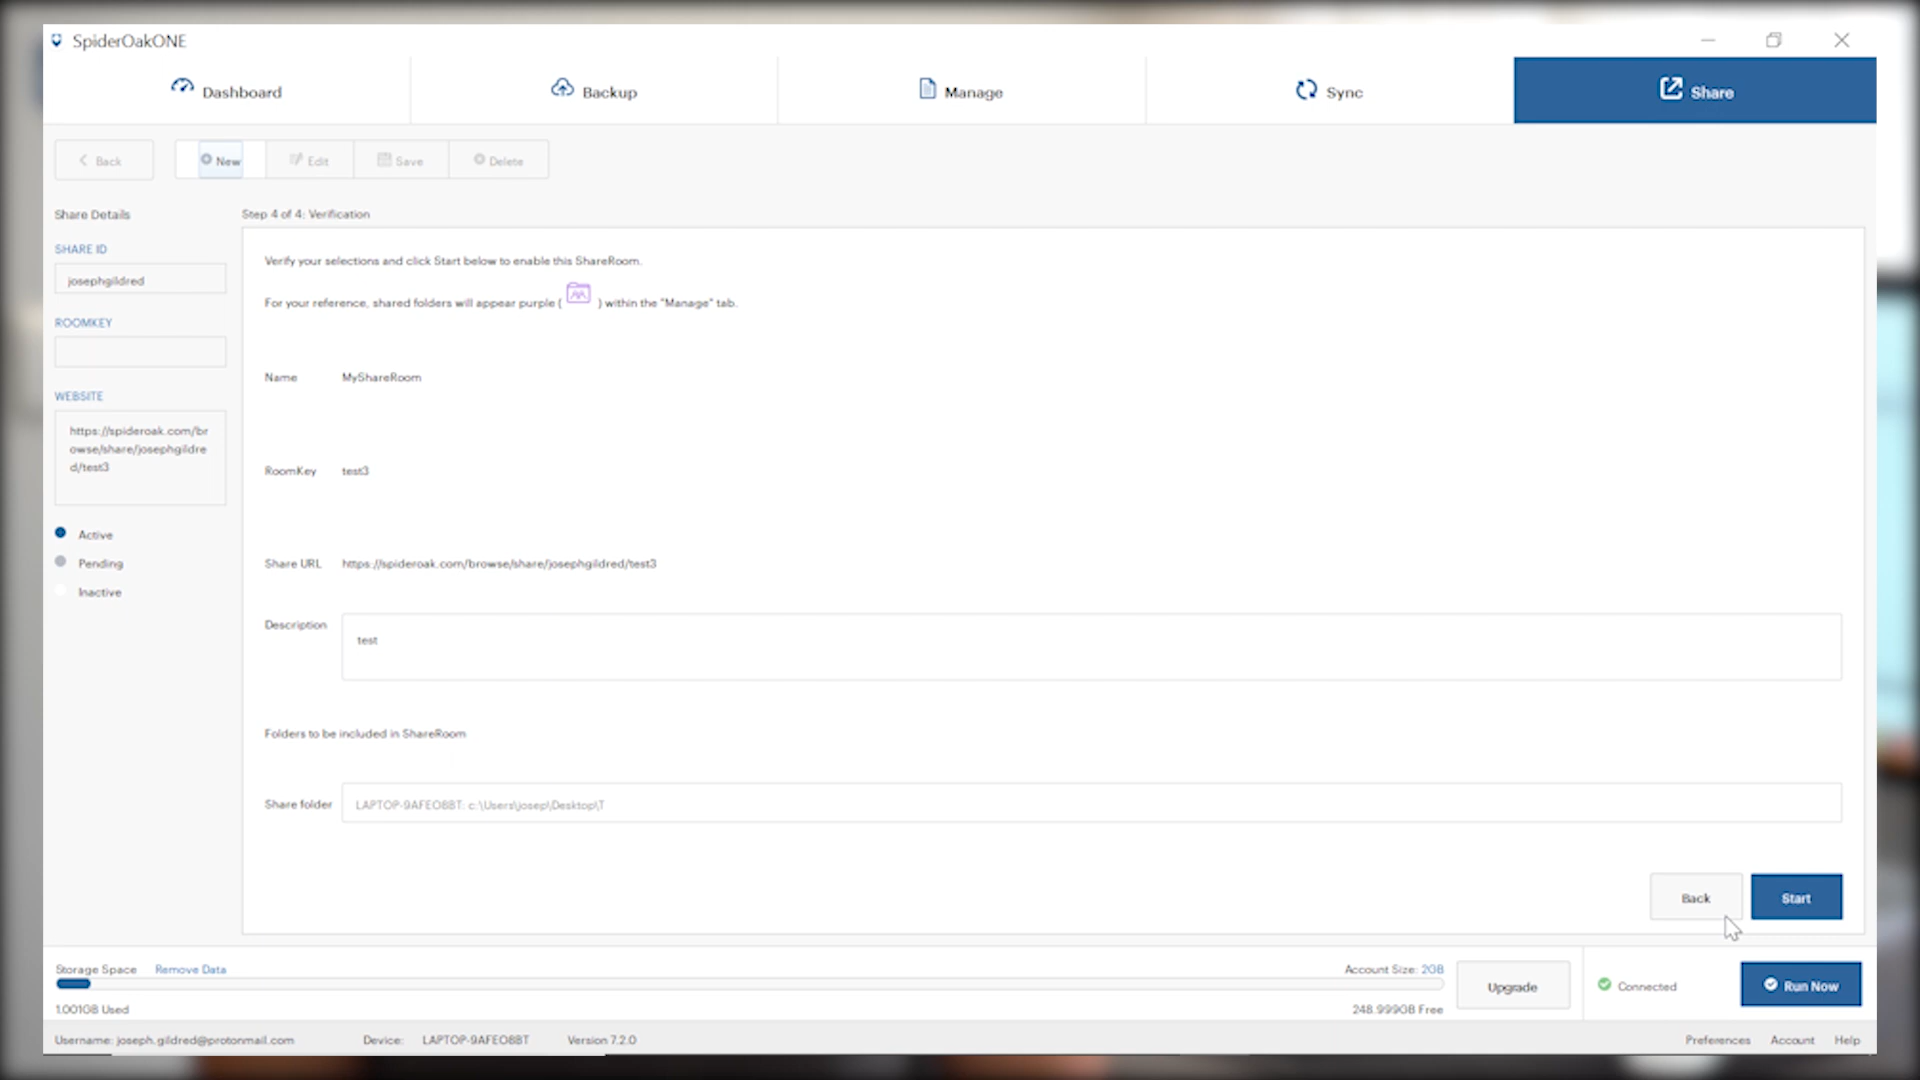 SpiderOakONE
Dashboard
Backup
Manage
Sync
Share
Back
New
Edit
Save
Delete
Share Details
Step 4 of 4: Verification
SHARE ID
josephgildred
ROOMKEY
WEBSITE
https://spideroak.com/br
owse/share/josephgildre
d/test3
Active
Pending
Inactive
Verify your selections and click Start below to enable this ShareRoom.
For your reference, shared folders will appear purple ( ) within the "Manage" tab.
Name MyShareRoom
RoomKey test3
Share URL https://spideroak.com/browse/share/josephgildred/test3
Description test
Folders to be included in ShareRoom
Share folder LAPTOP-9AFEO8BT: c:\Users\josep\Desktop\T
Back
Start
Storage Space Remove Data
Account Size: 2GB
1.001GB Used
248.999GB Free
Upgrade
Connected
Run Now
Username: joseph.gildred@protonmail.com Device: LAPTOP-9AFEO8BT Version 7.2.0
Preferences Account Help